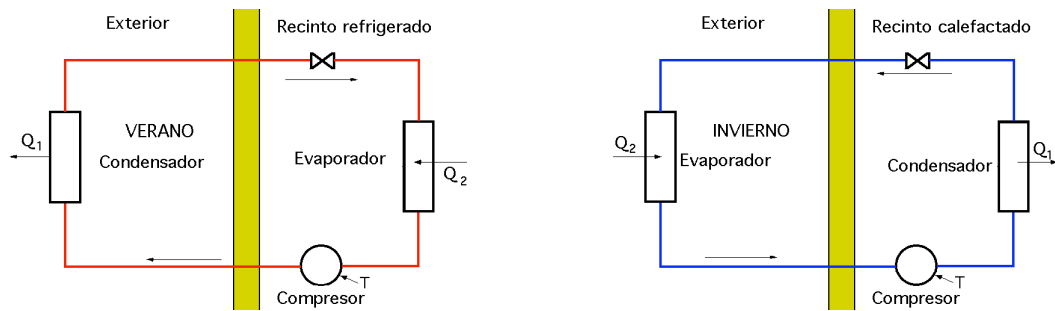 Exterior
Recinto refrigerado
VERANO
Condensador
Evaporador
Q1
Q2
T
Compresor
Exterior
Recinto calefactado
INVIERNO
Evaporador
Condensador
Q2
Q1
T
Compresor